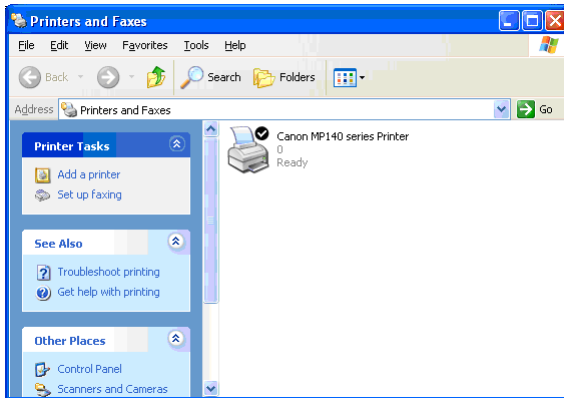 Printers and Faxes
File Edit View Favorites Tools Help
Back Search Folders
Address Printers and Faxes Go
Printer Tasks
Add a printer
Set up faxing
See Also
Troubleshoot printing
Get help with printing
Other Places
Control Panel
Scanners and Cameras
Canon MP140 series Printer
0
Ready